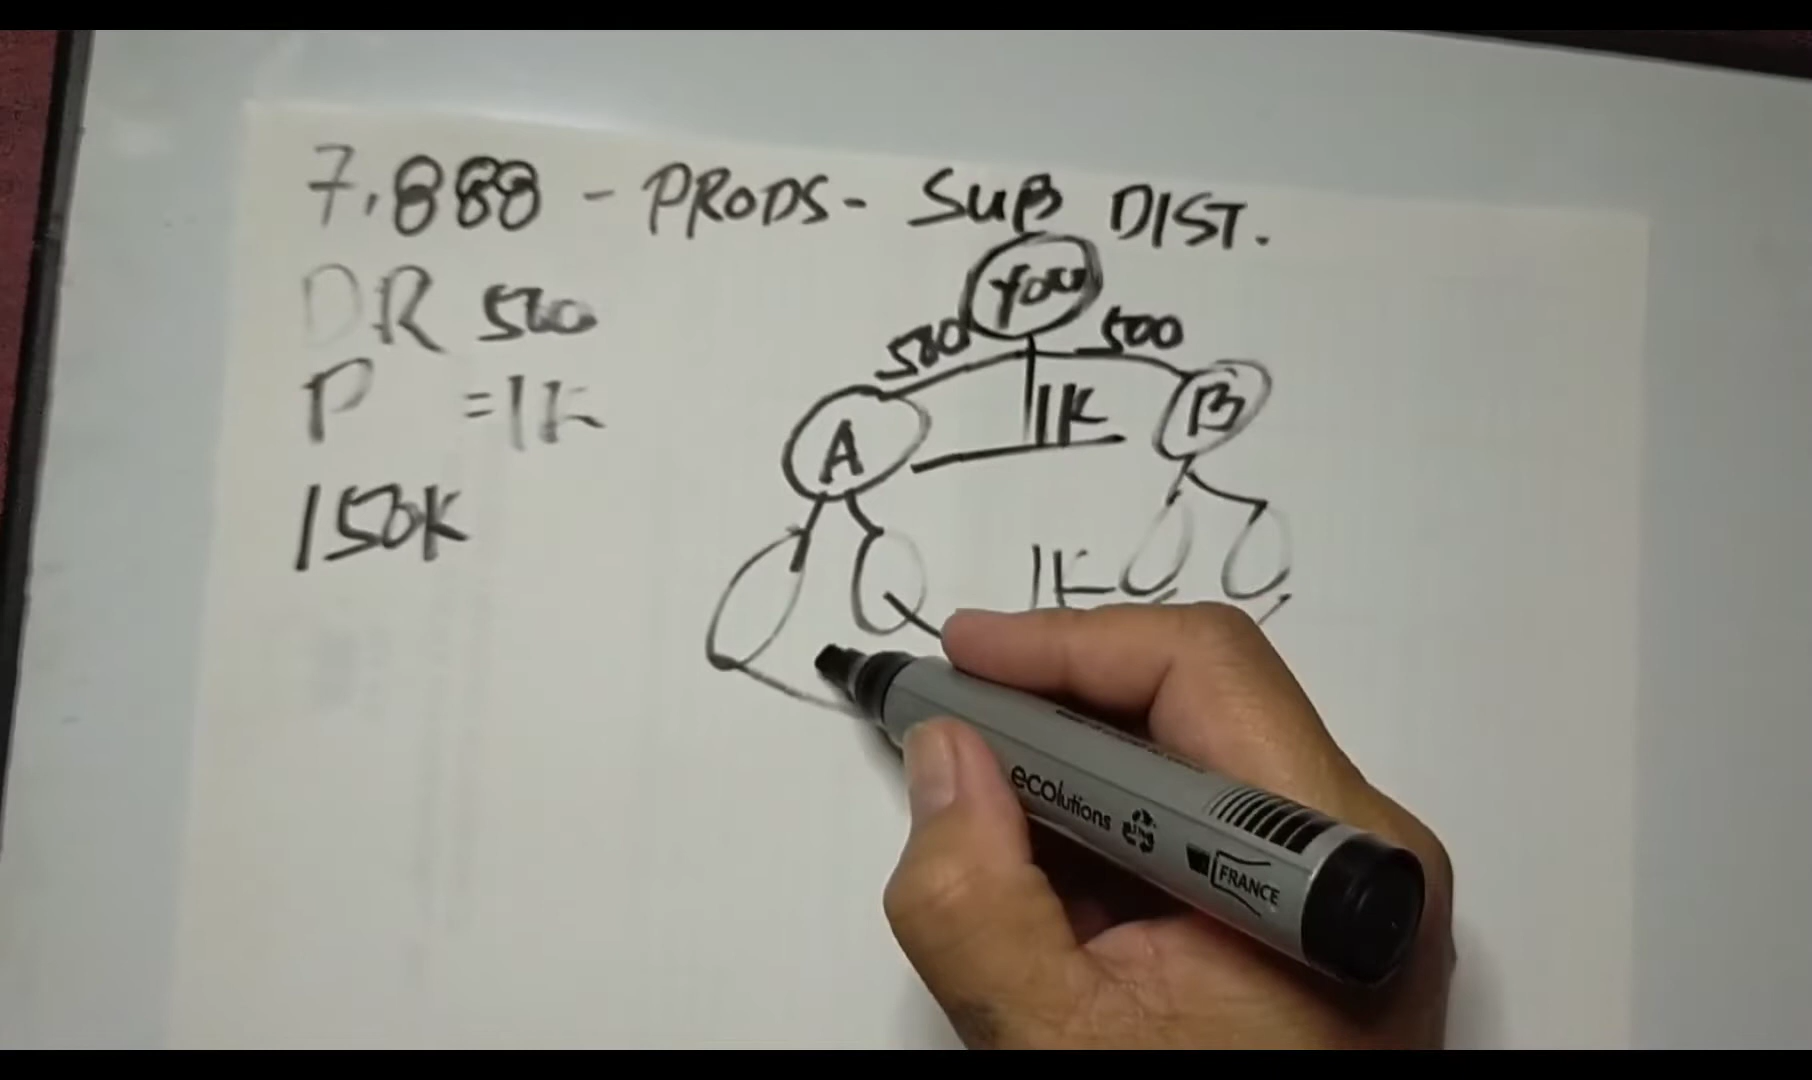 7.888 - PRODS - SUB DIST.
You
DR 500
500
500
P = 1K
1K
A
B
150K
1K
ecolutions
FRANCE